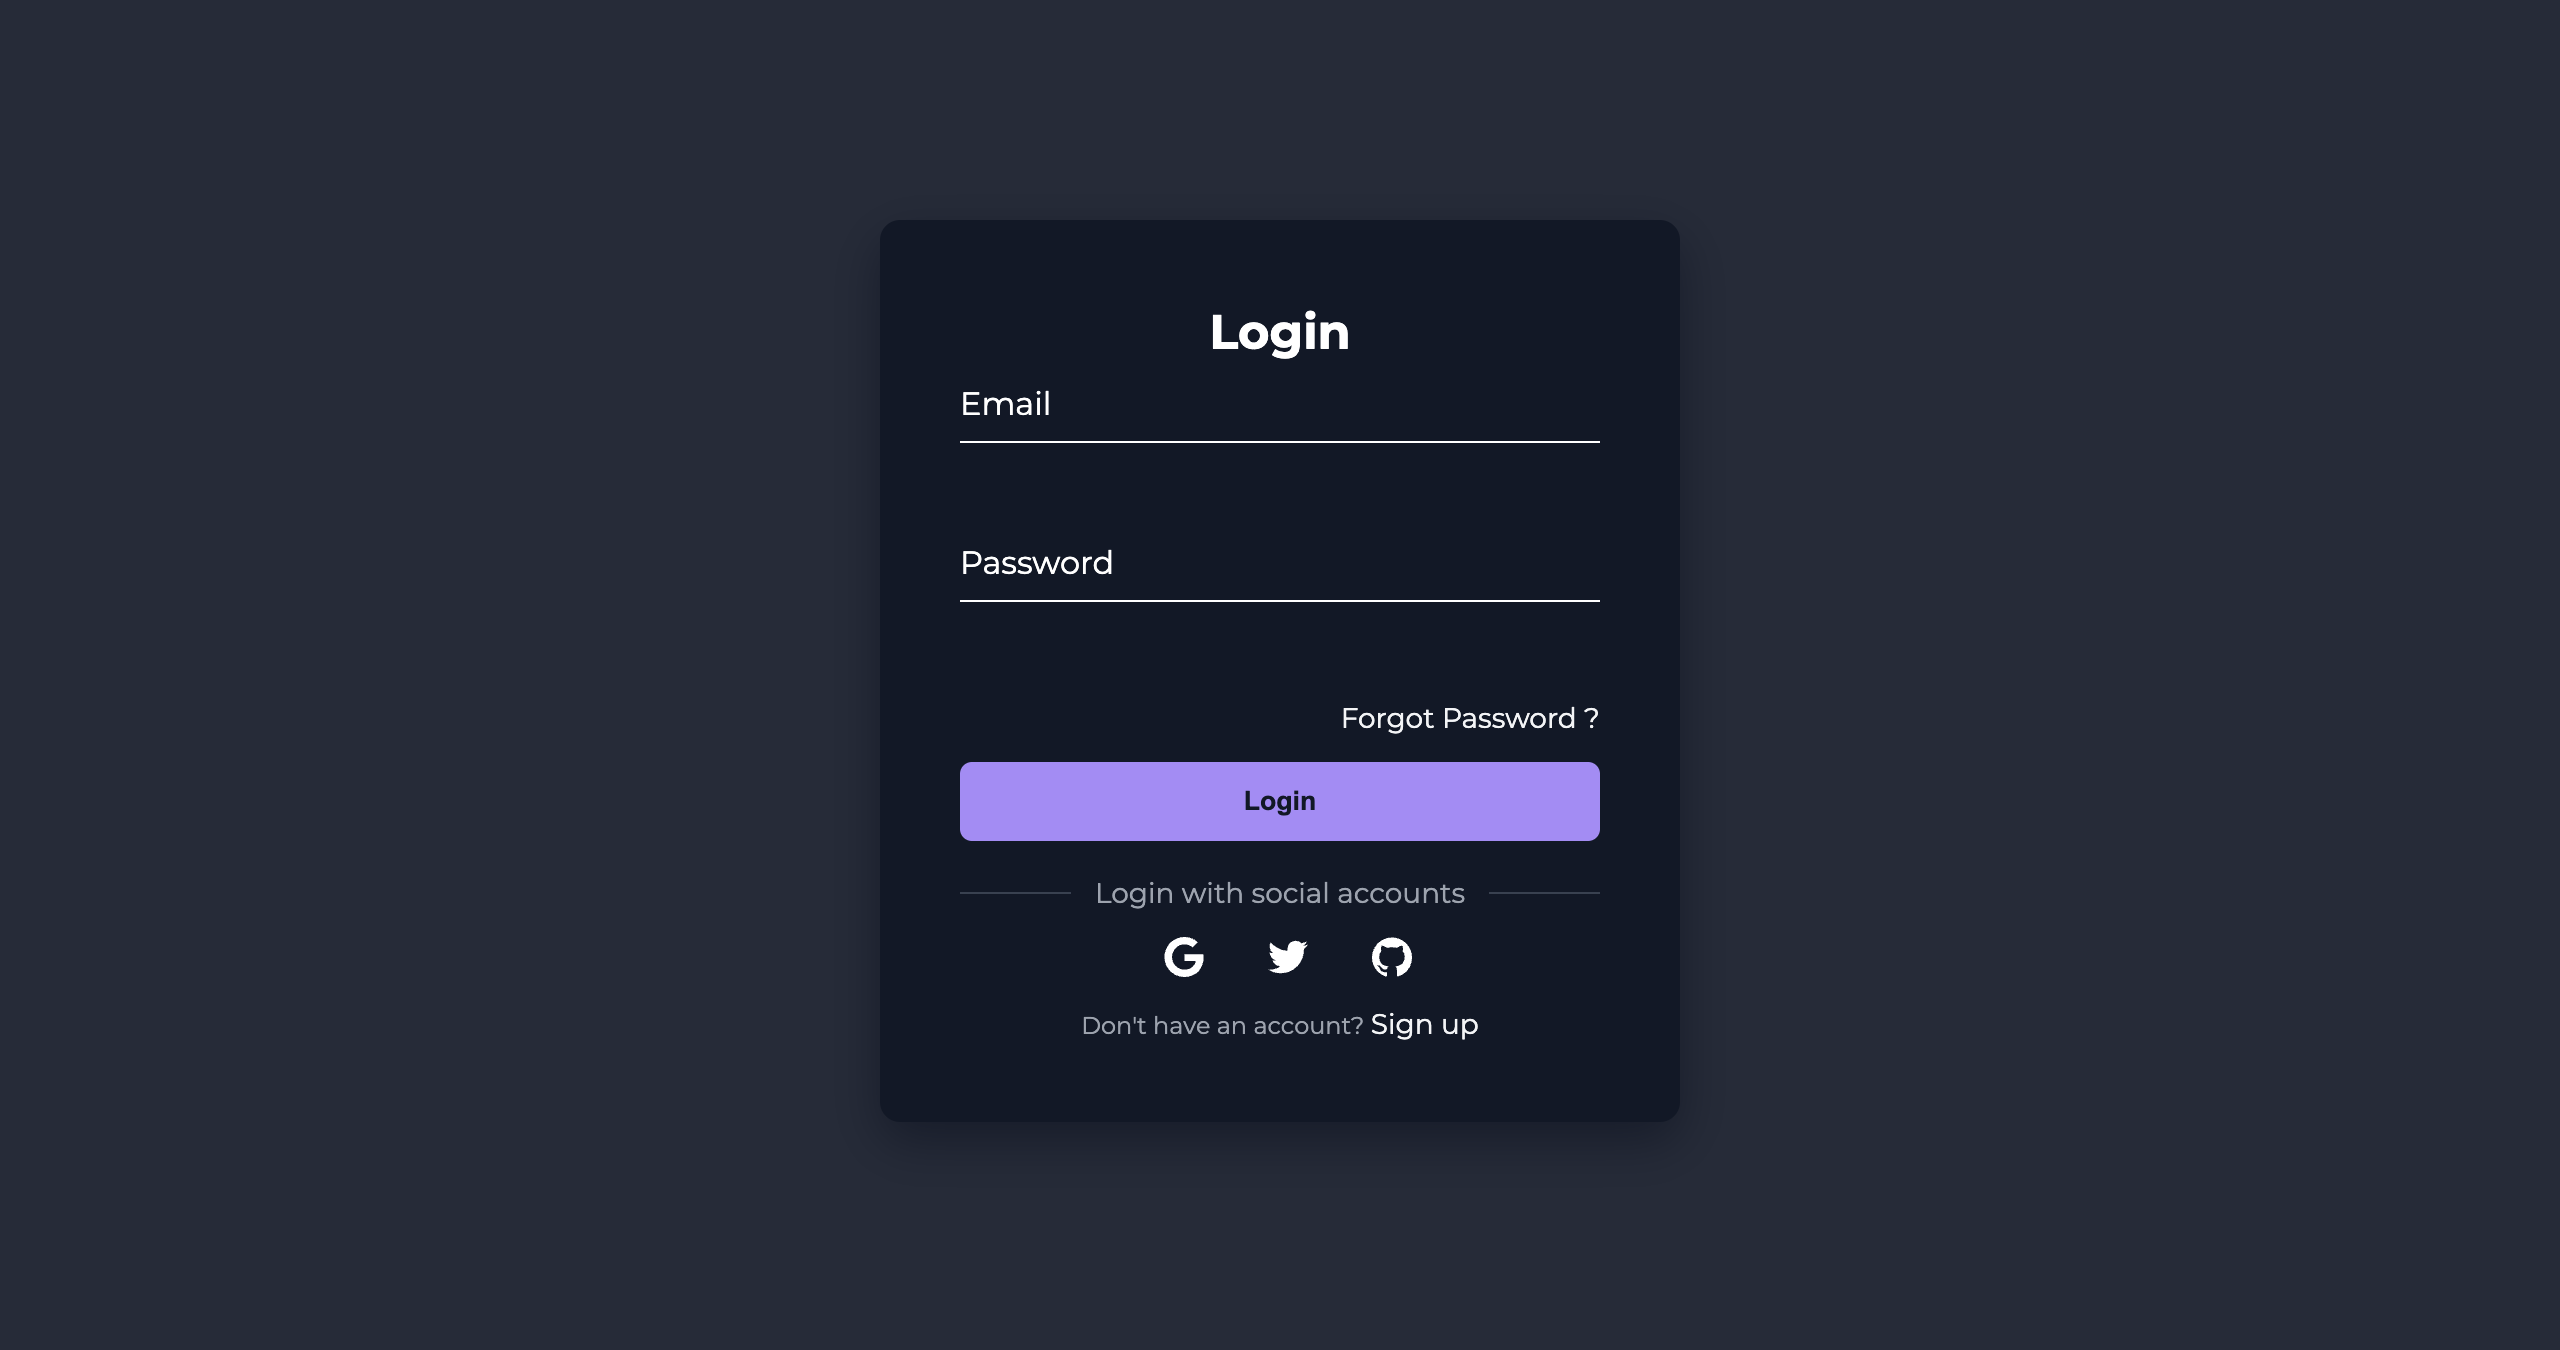 Login
Email
Password
Forgot Password ?
Login
Login with social accounts
Don't have an account? Sign up